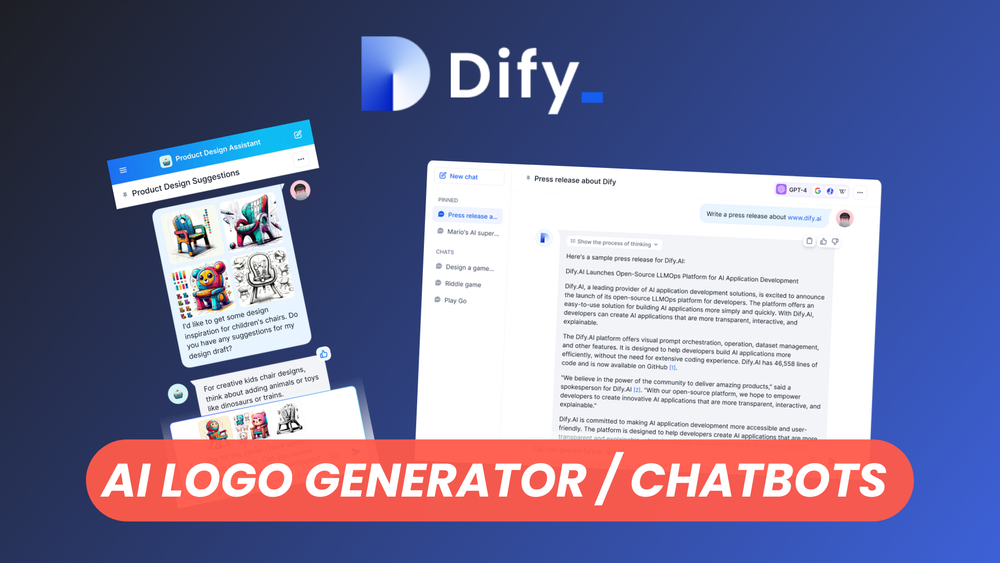 Dify_
Product Design Assistant
Product Design Suggestions
I'd like to get some design
inspiration for children's chairs. Do
you have any suggestions for my
design draft?
For creative kids chair designs,
think about adding animals or toys
like dinosaurs or trains.
New chat
PINNED
Press release a...
Mario's AI super...
CHATS
Design a game...
Riddle game
Play Go
Press release about Dify
GPT-4
Write a press release about www.dify.ai
Show the process of thinking
Here's a sample press release for Dify.AI:
Dify.AI Launches Open-Source LLMOps Platform for AI Application Development
Dify.AI, a leading provider of AI application development solutions, is excited to announce
the launch of its open-source LLMOps platform for developers. The platform offers an
easy-to-use solution for building AI applications more simply and quickly. With Dify.AI,
developers can create AI applications that are more transparent, interactive, and
explainable.
The Dify.AI platform offers visual prompt orchestration, operation, dataset management,
and other features. It is designed to help developers build AI applications more
efficiently, without the need for extensive coding experience. Dify.AI has 46,558 lines of
code and is now available on GitHub [1].
"We believe in the power of the community to deliver amazing products," said a
spokesperson for Dify.AI [2]. "With our open-source platform, we hope to empower
developers to create innovative AI applications that are more transparent, interactive, and
explainable."
Dify.AI is committed to making AI application development more accessible and user-
friendly. The platform is designed to help developers create AI applications that are more
AI LOGO GENERATOR / CHATBOTS